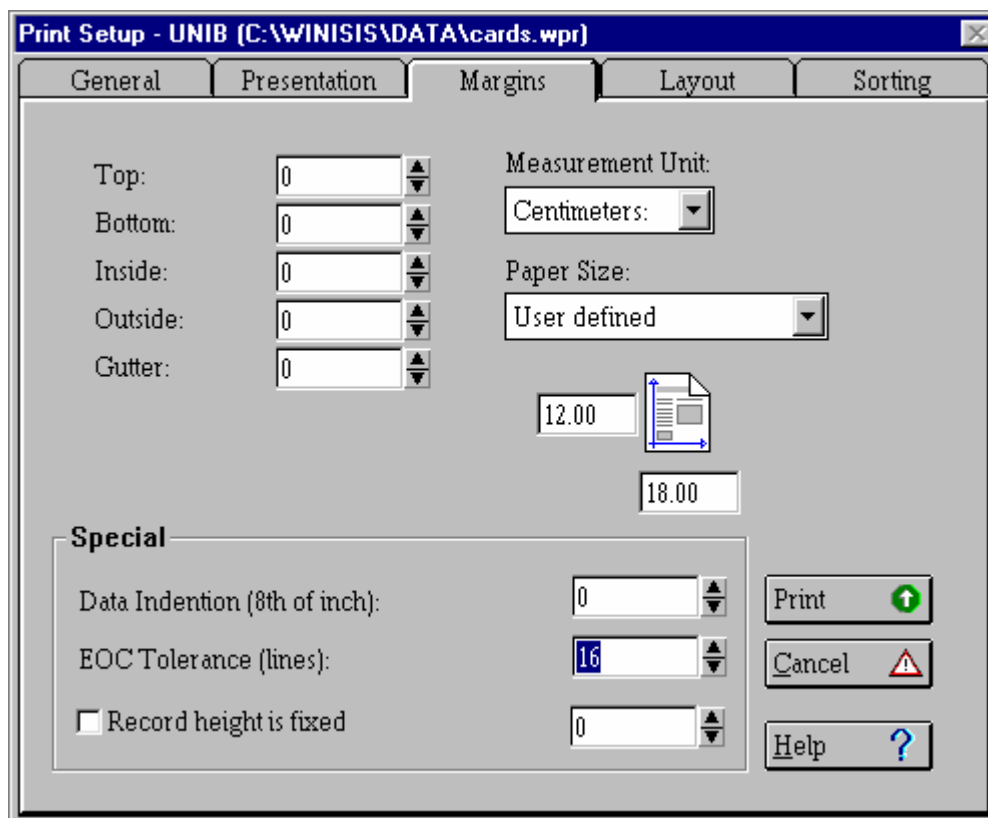 Print Setup - UNIB (C:\WINISIS\DATA\cards.wpr)
General Presentation Margins Layout Sorting
Top: 0
Bottom: 0
Inside: 0
Outside: 0
Gutter: 0
Measurement Unit:
Centimeters:
Paper Size:
User defined
12.00
18.00
Special
Data Indention (8th of inch): 0
EOC Tolerance (lines): 16
Record height is fixed 0
Print
Cancel
Help ?